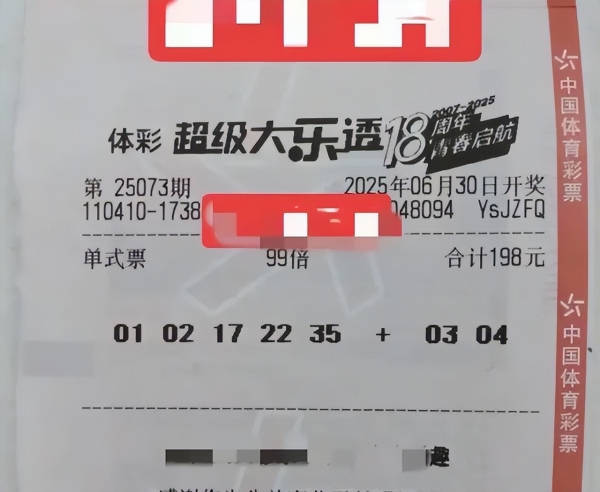 体彩 超级大乐透 18 2007-2025 周年 青春启航
第 25073期 2025年06月30日开奖
110410-1738 048094 YsJZFQ
单式票 99倍 合计198元
01 02 17 22 35 + 03 04
趣
中国体育彩票
中国体育彩票